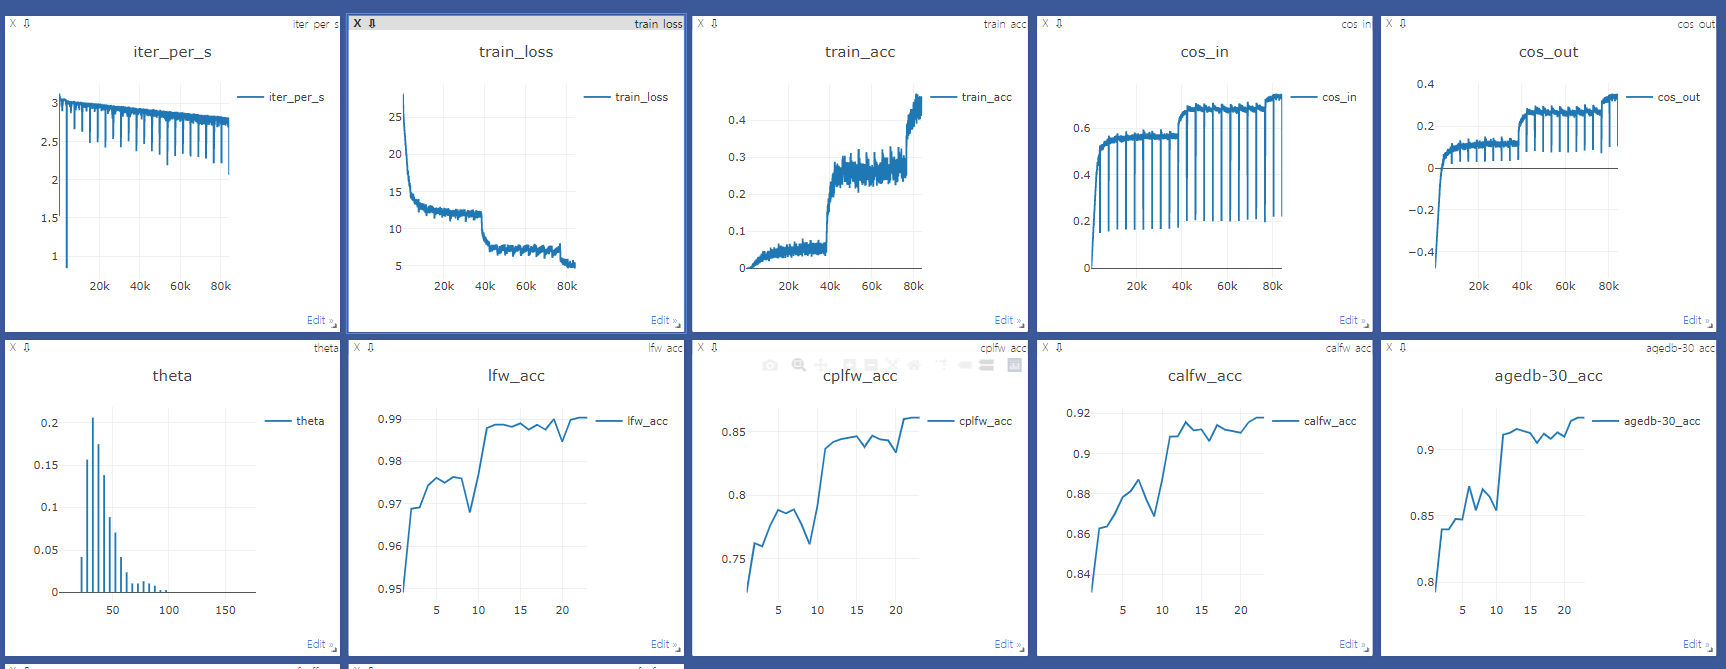 X ⇩ iter per s
X ⇩ train loss
X ⇩ train acc
X ⇩ cos in
X ⇩ cos out
iter_per_s
iter_per_s
3
2.5
2
1.5
1
20k 40k 60k 80k
Edit »
train_loss
train_loss
25
20
15
10
5
20k 40k 60k 80k
Edit »
train_acc
train_acc
0.4
0.3
0.2
0.1
0
20k 40k 60k 80k
Edit »
cos_in
cos_in
0.6
0.4
0.2
0
20k 40k 60k 80k
Edit »
cos_out
cos_out
0.4
0.2
0
−0.2
−0.4
20k 40k 60k 80k
Edit »
X ⇩ theta
X ⇩ lfw acc
X ⇩ cplfw acc
X ⇩ calfw acc
X ⇩ agedb-30 acc
theta
theta
0.2
0.15
0.1
0.05
0
50 100 150
Edit »
lfw_acc
lfw_acc
0.99
0.98
0.97
0.96
0.95
5 10 15 20
Edit »
cplfw_acc
cplfw_acc
0.85
0.8
0.75
5 10 15 20
Edit »
calfw_acc
calfw_acc
0.92
0.9
0.88
0.86
0.84
5 10 15 20
Edit »
agedb-30_acc
agedb-30_acc
0.9
0.85
0.8
5 10 15 20
Edit »